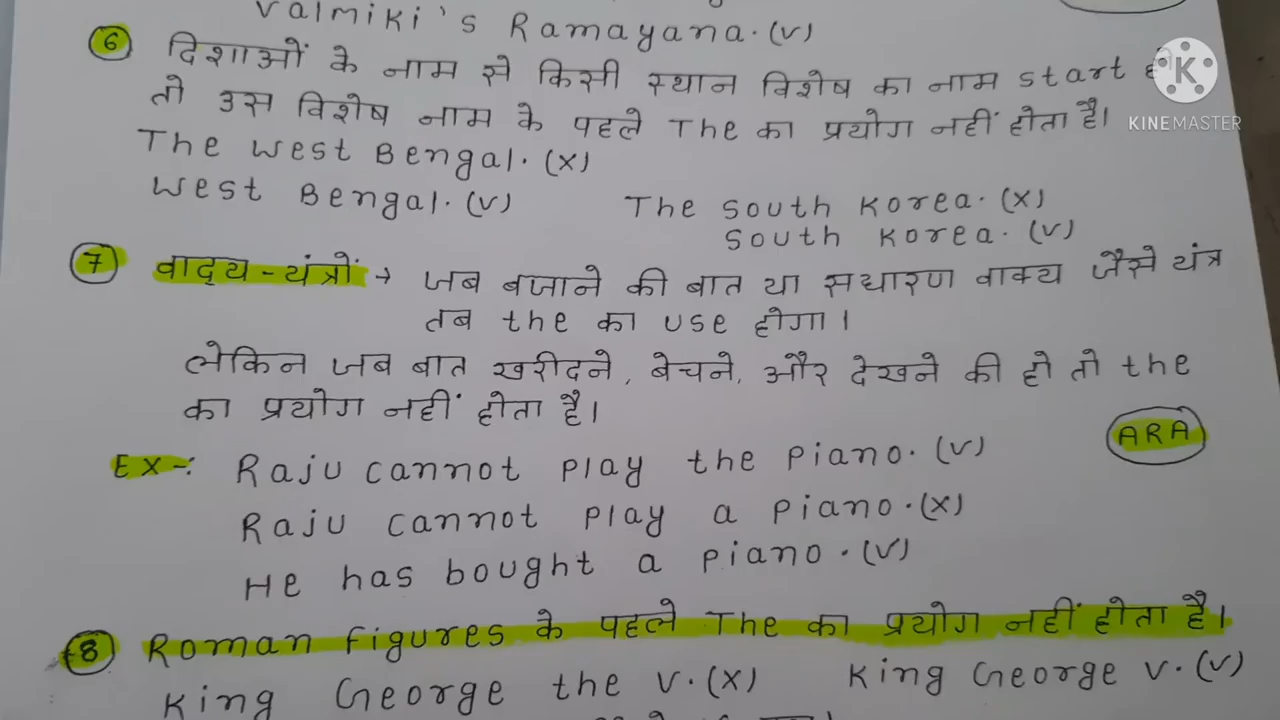 Valmiki's Ramayana. (v)
6 दिशाओं के नाम से किसी स्थान विशेष का नाम start
तो उस विशेष नाम के पहले The का प्रयोग नहीं होता है।
K
KINEMASTER
The West Bengal. (x)
West Bengal. (v)
The South Korea. (x)
South Korea. (v)
7 वाद्य-यंत्रों → जब बजाने की बात या सधारण वाक्य जैसे यंत्र
तब the का use होगा।
लेकिन जब बात खरीदने, बेचने, और देखने की हो तो the
का प्रयोग नहीं होता है।
ARA
Ex-: Raju cannot play the piano. (v)
Raju cannot play a piano. (x)
He has bought a piano. (v)
8 Roman figures के पहले The का प्रयोग नहीं होता है।
King George the V. (x) King George V. (v)